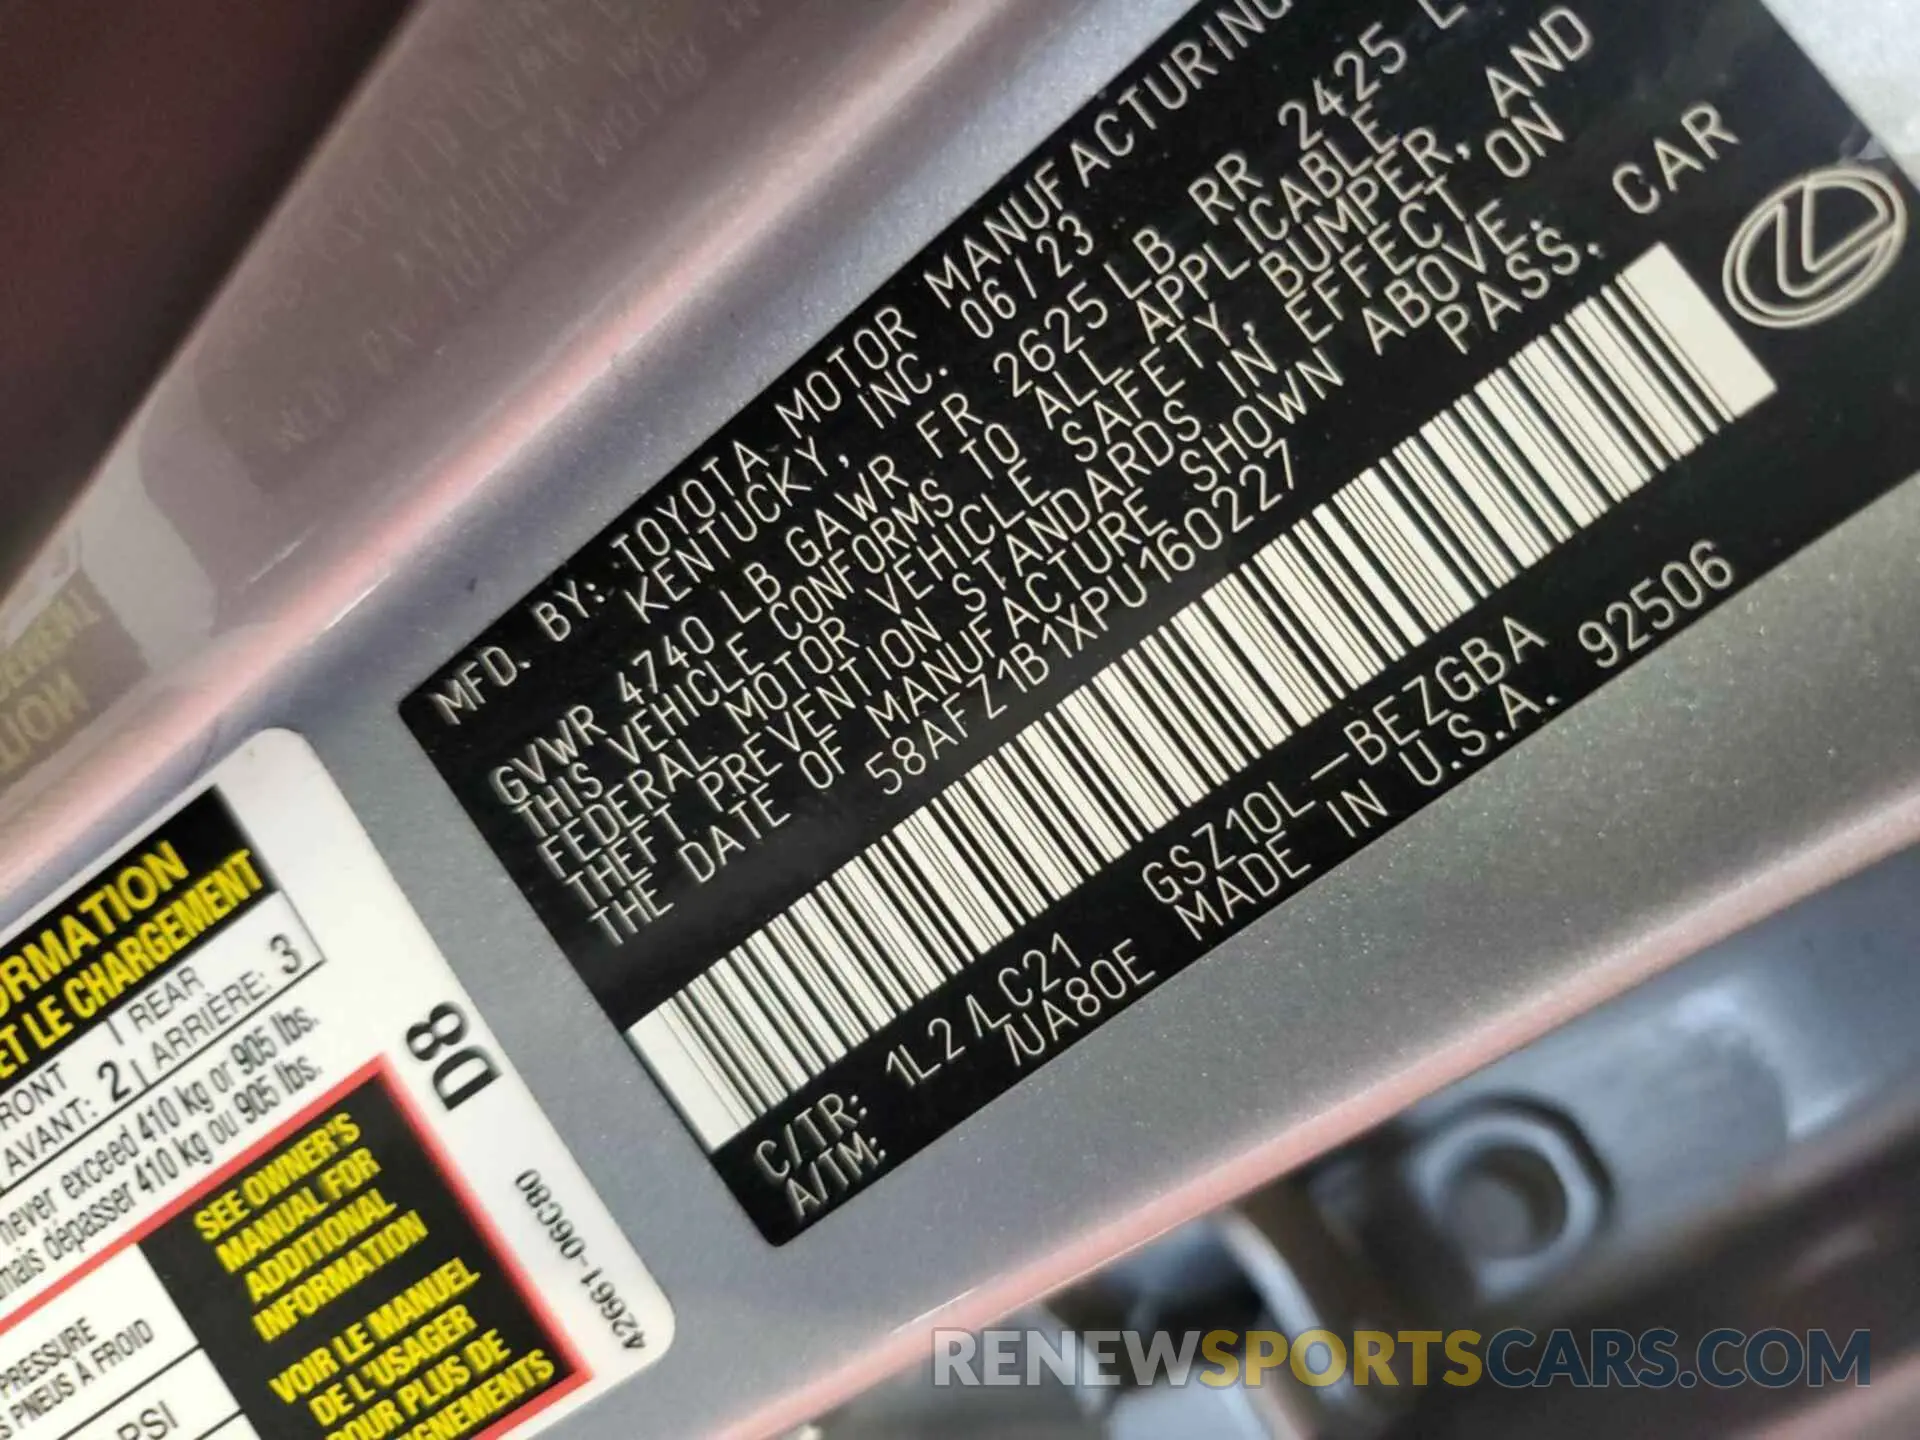 MFD. BY: TOYOTA MOTOR MANUFACTURING
KENTUCKY, INC. 06/23
GVWR 4740 LB GAWR FR 2625 LB RR 2425 L
THIS VEHICLE CONFORMS TO ALL APPLICABLE
FEDERAL MOTOR VEHICLE SAFETY, BUMPER, AND
THEFT PREVENTION STANDARDS IN EFFECT ON
THE DATE OF MANUFACTURE SHOWN ABOVE.
58AFZ1B1XPU160227 PASS. CAR
C/TR: 1L2/LC21 GSZ10L-BEZGBA 92506
A/TM: /UA80E MADE IN U.S.A.
ORMATION
ET LE CHARGEMENT
RONT 2 REAR 3
AVANT: ARRIÈRE:
never exceed 410 kg or 905 lbs.
mais dépasser 410 kg ou 905 lbs.
D8
42661-06C80
SEE OWNER'S
MANUAL FOR
ADDITIONAL
INFORMATION
VOIR LE MANUEL
DE L'USAGER
POUR PLUS DE
IGNEMENTS
PRESSURE
S PNEUS À FROID
PSI
RENEWSPORTSCARS.COM